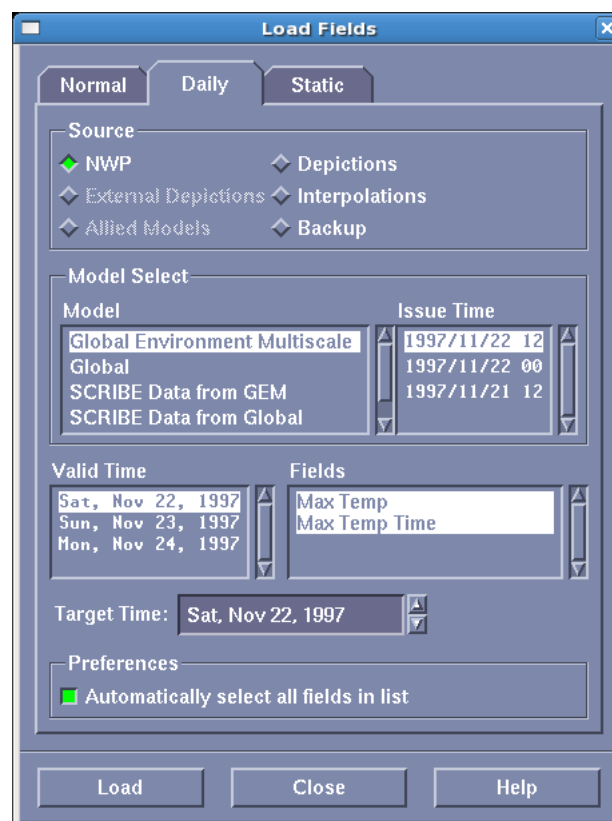 Load Fields
Normal Daily Static
Source
NWP Depictions
External Depictions Interpolations
Allied Models Backup
Model Select
Model Issue Time
Global Environment Multiscale 1997/11/22 12
Global 1997/11/22 00
SCRIBE Data from GEM 1997/11/21 12
SCRIBE Data from Global
Valid Time Fields
Sat, Nov 22, 1997 Max Temp
Sun, Nov 23, 1997 Max Temp Time
Mon, Nov 24, 1997
Target Time: Sat, Nov 22, 1997
Preferences
Automatically select all fields in list
Load Close Help